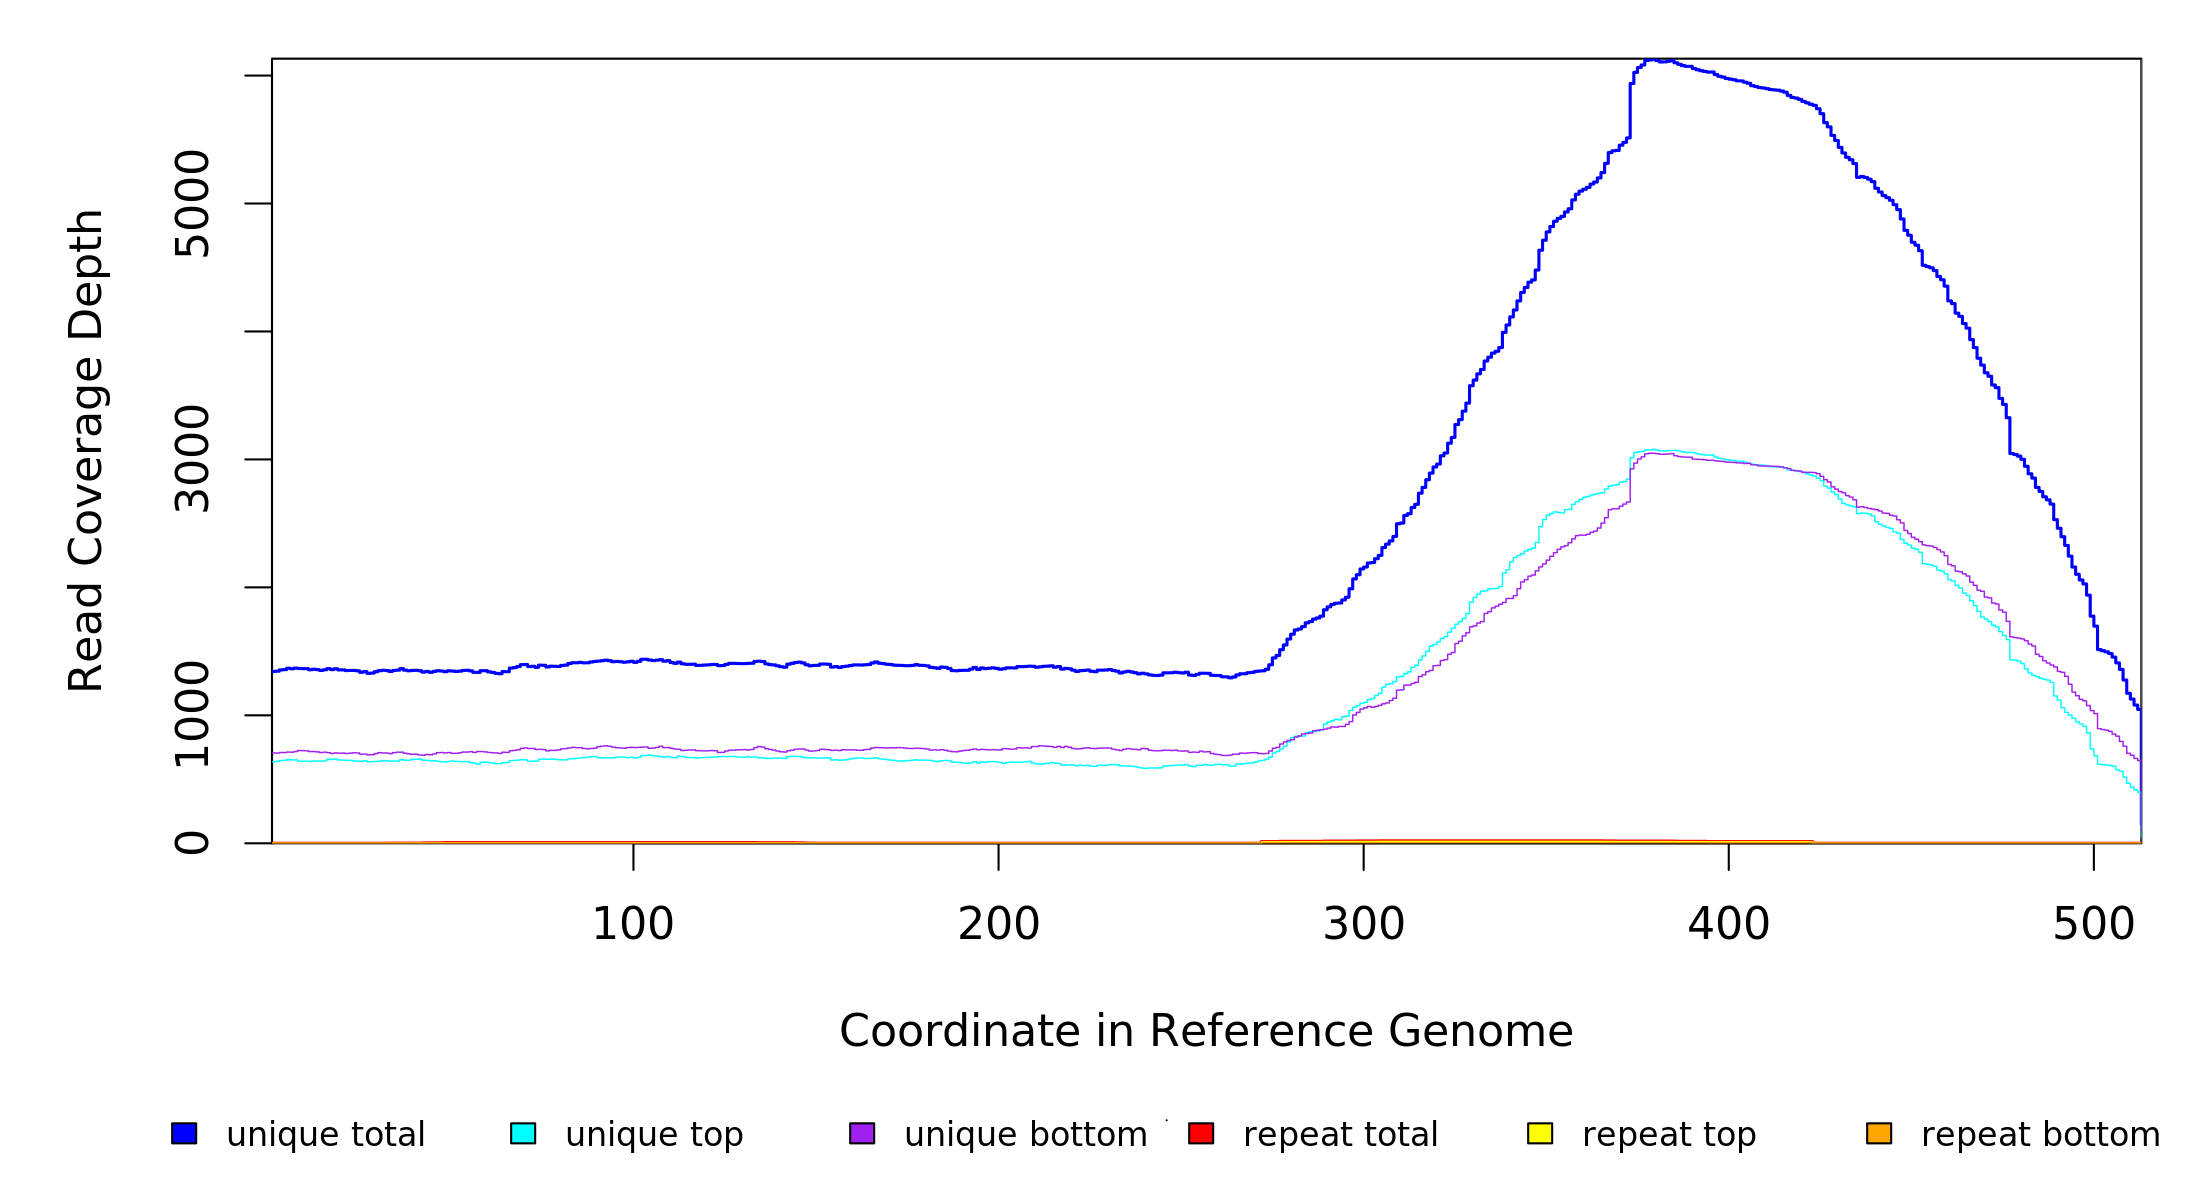 Read Coverage Depth
5000
3000
1000
0
100 200 300 400 500
Coordinate in Reference Genome
unique total unique top unique bottom repeat total repeat top repeat bottom